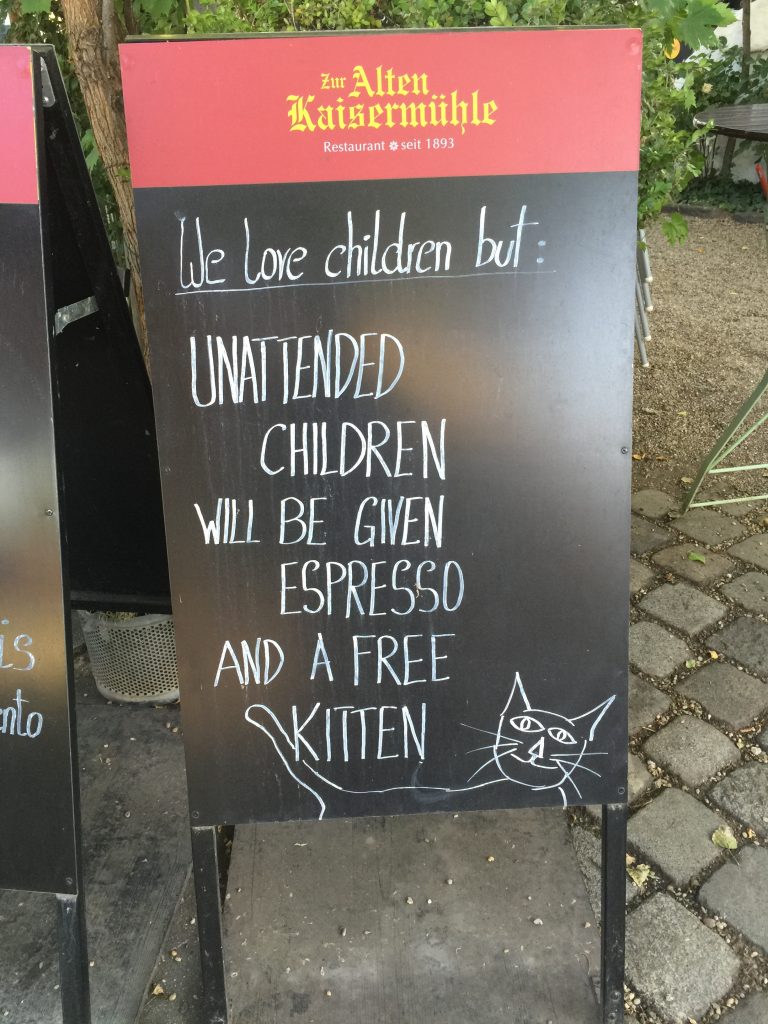 Zur Alten
Kaisermühle
Restaurant ❋ seit 1893
We love children but:
UNATTENDED
CHILDREN
WILL BE GIVEN
ESPRESSO
AND A FREE
KITTEN